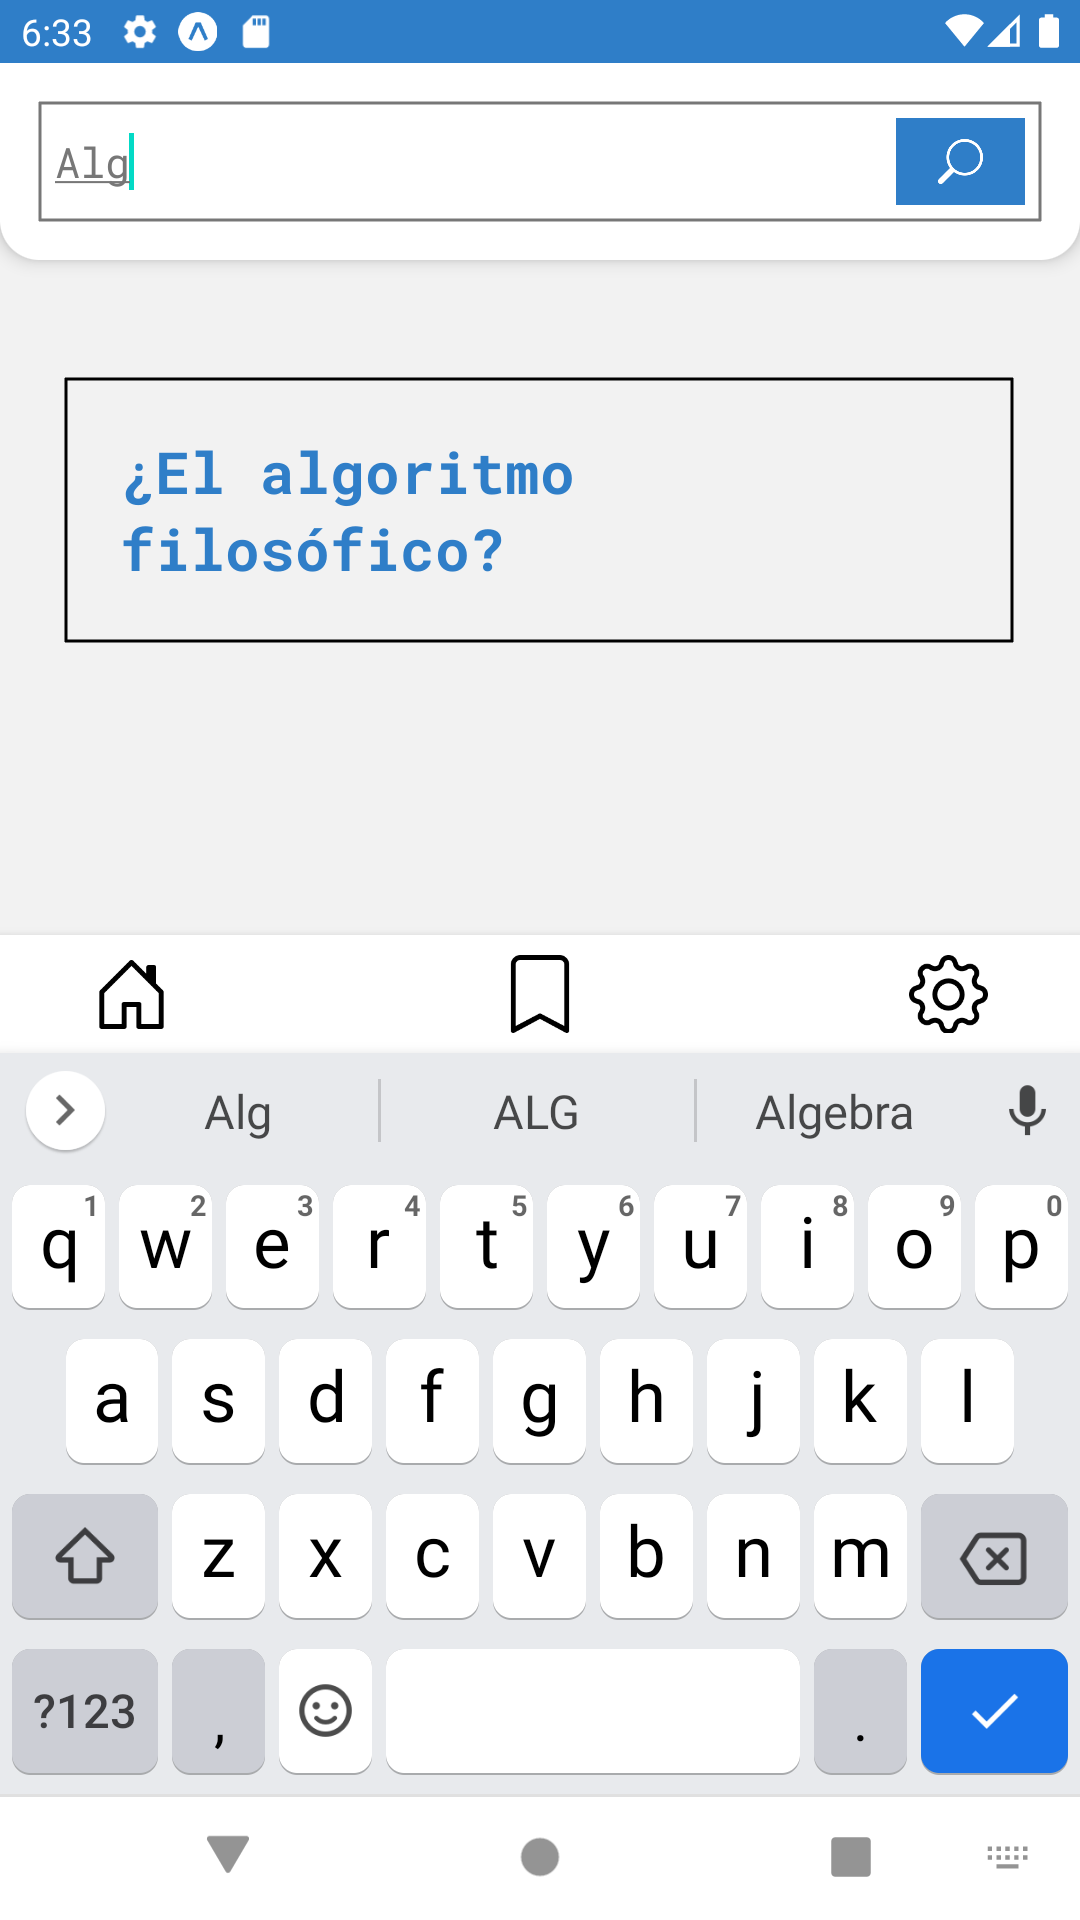 6:33
Alg
¿El algoritmo
filosófico?
Alg ALG Algebra
1 2 3 4 5 6 7 8 9 0
q w e r t y u i o p
a s d f g h j k l
z x c v b n m
?123 , .